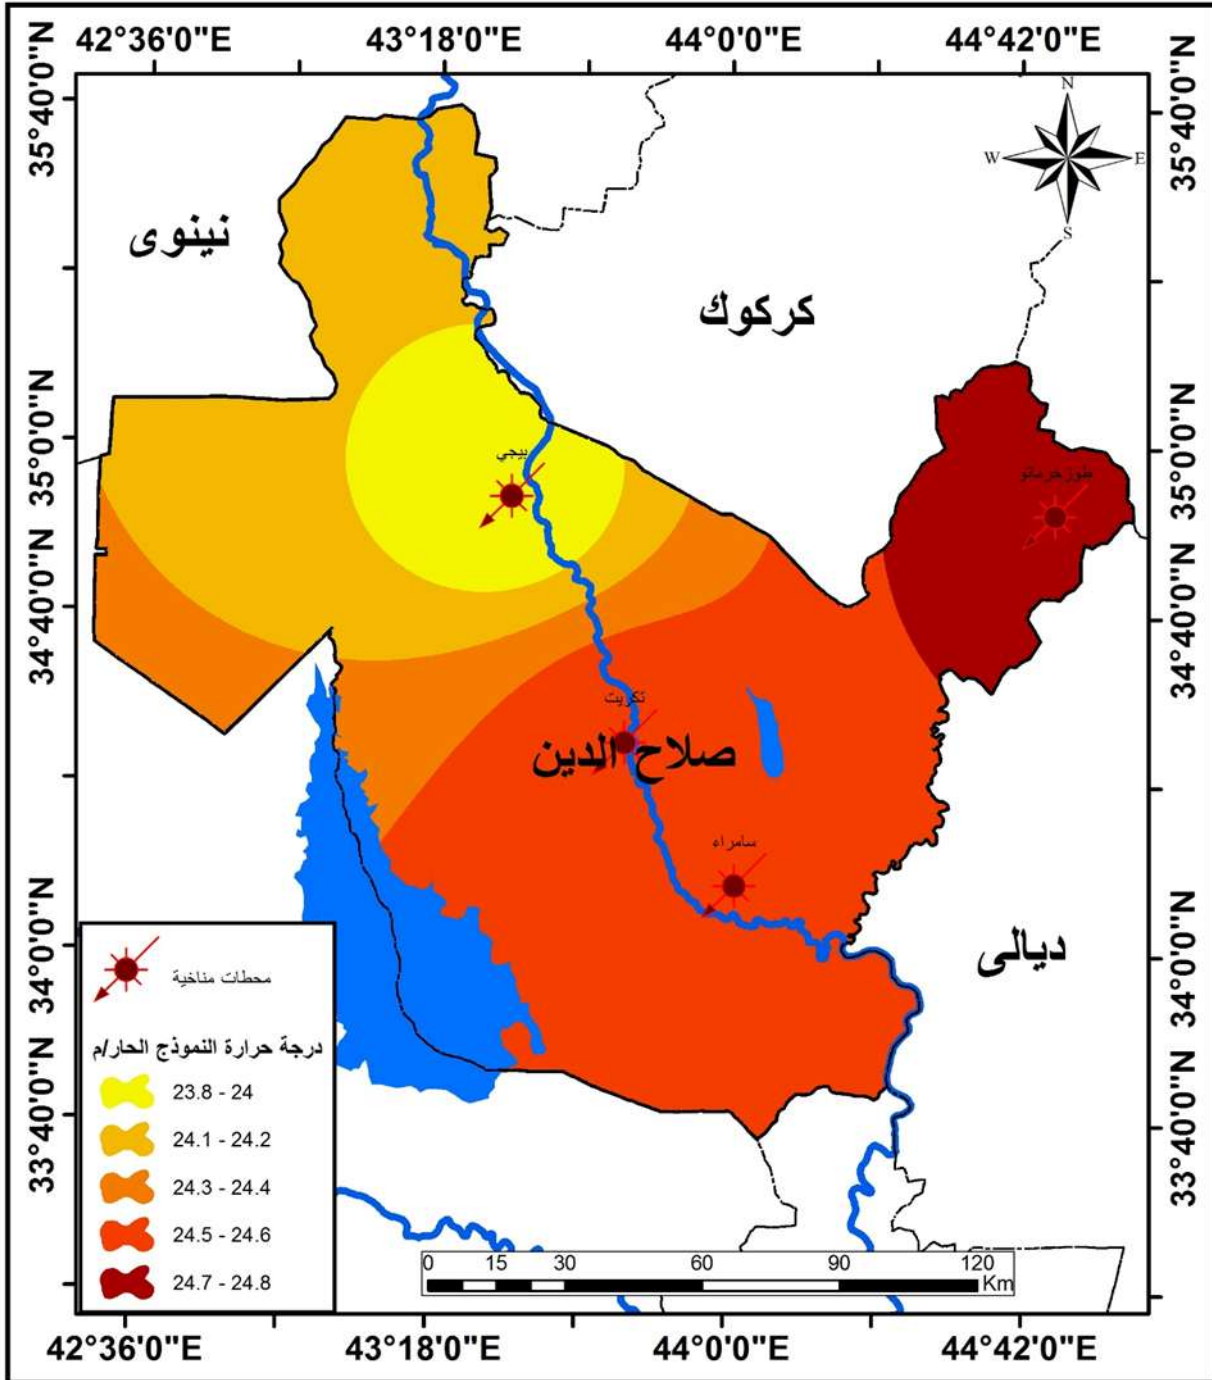 42°36'0"E 43°18'0"E 44°0'0"E 44°42'0"E
35°40'0"N
35°0'0"N
34°40'0"N
34°0'0"N
33°40'0"N
35°40'0"N
35°0'0"N
34°40'0"N
34°0'0"N
33°40'0"N
N
W E
S
نينوى
كركوك
بيجي
طوزخرماتو
تكريت
صلاح الدين
سامراء
ديالى
محطات مناخية
درجة حرارة النموذج الحار/م
23.8 - 24
24.1 - 24.2
24.3 - 24.4
24.5 - 24.6
24.7 - 24.8
0 15 30 60 90 120
Km
42°36'0"E 43°18'0"E 44°0'0"E 44°42'0"E